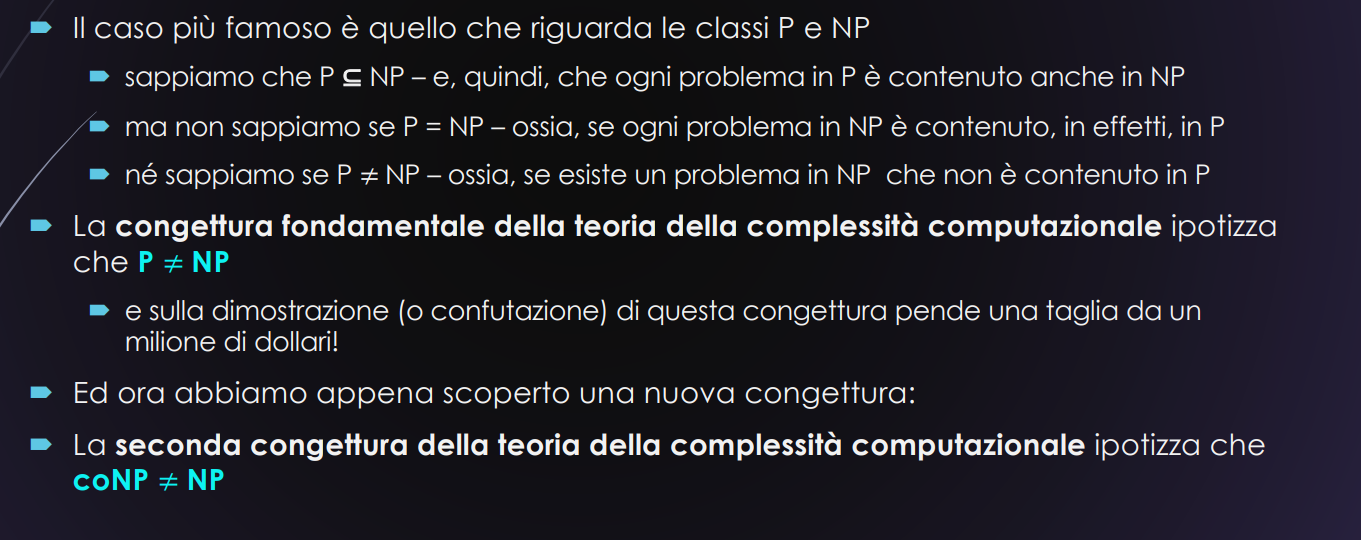 Il caso più famoso è quello che riguarda le classi P e NP
sappiamo che P ⊆ NP – e, quindi, che ogni problema in P è contenuto anche in NP
ma non sappiamo se P = NP – ossia, se ogni problema in NP è contenuto, in effetti, in P
né sappiamo se P ≠ NP – ossia, se esiste un problema in NP che non è contenuto in P
La congettura fondamentale della teoria della complessità computazionale ipotizza
che P ≠ NP
e sulla dimostrazione (o confutazione) di questa congettura pende una taglia da un
milione di dollari!
Ed ora abbiamo appena scoperto una nuova congettura:
La seconda congettura della teoria della complessità computazionale ipotizza che
coNP ≠ NP